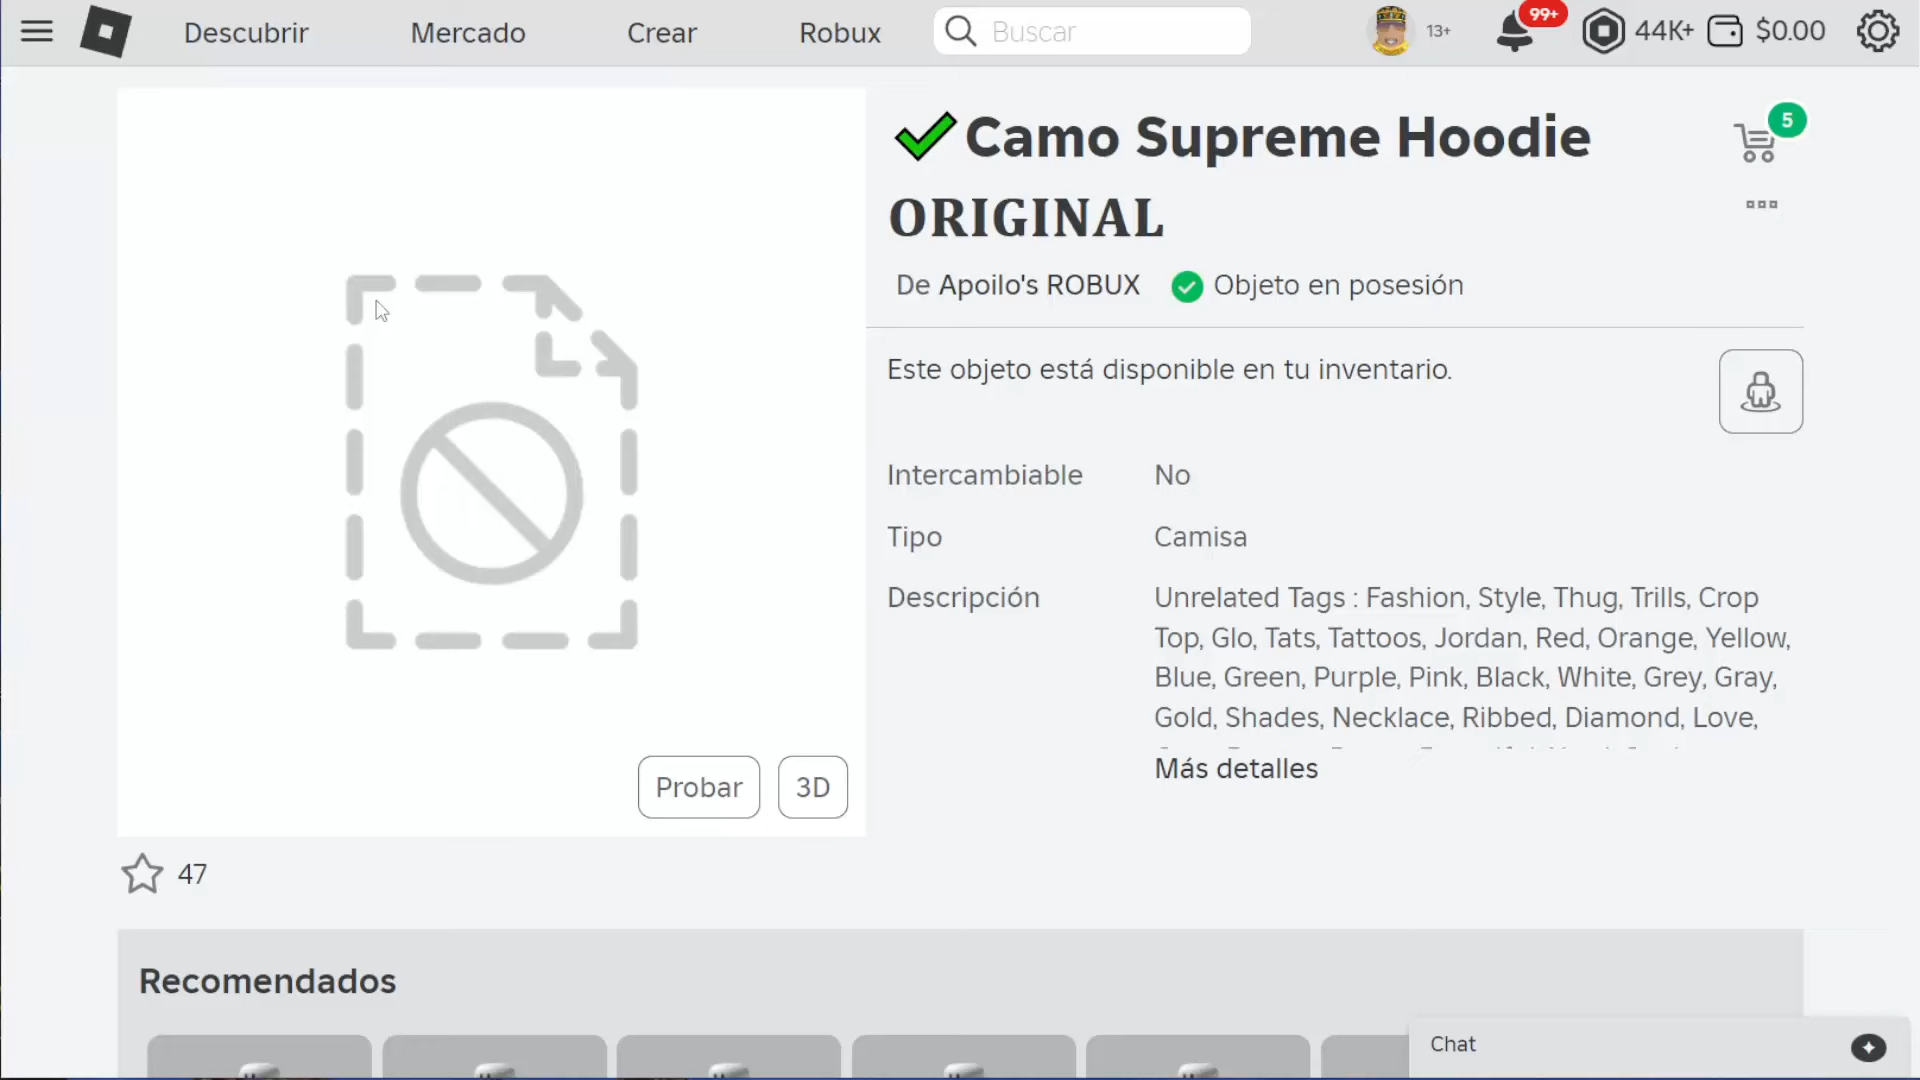 Descubrir Mercado Crear Robux Buscar 13+ 99+ 44K+ $0.00
Camo Supreme Hoodie
5
ORIGINAL
De Apoilo's ROBUX Objeto en posesión
Este objeto está disponible en tu inventario.
Intercambiable No
Tipo Camisa
Descripción Unrelated Tags : Fashion, Style, Thug, Trills, Crop
Top, Glo, Tats, Tattoos, Jordan, Red, Orange, Yellow,
Blue, Green, Purple, Pink, Black, White, Grey, Gray,
Gold, Shades, Necklace, Ribbed, Diamond, Love,
Más detalles
Probar 3D
47
Recomendados
Chat